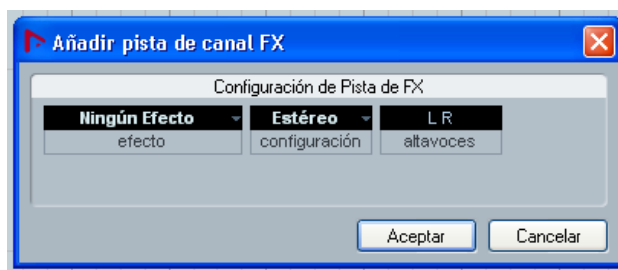 Añadir pista de canal FX
Configuración de Pista de FX
Ningún Efecto Estéreo L R
efecto configuración altavoces
Aceptar Cancelar